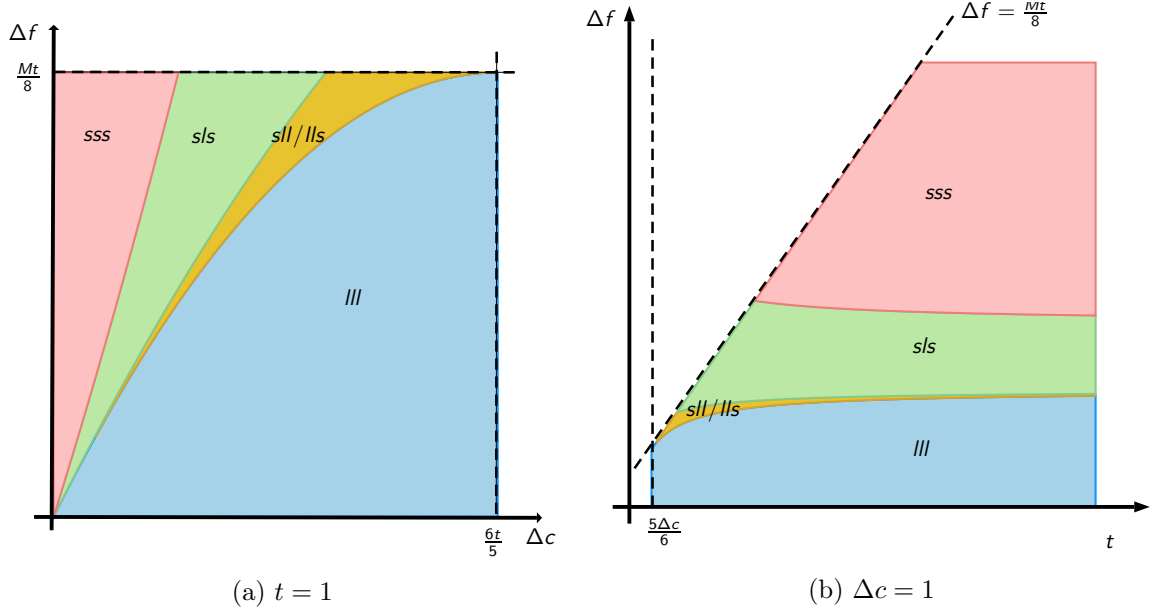 Δf
Mt/8
sss
sls
sll/lls
lll
6t/5
Δc
(a) t = 1
Δf
Δf = Mt/8
sss
sls
sll/lls
lll
5Δc/6
t
(b) Δc = 1